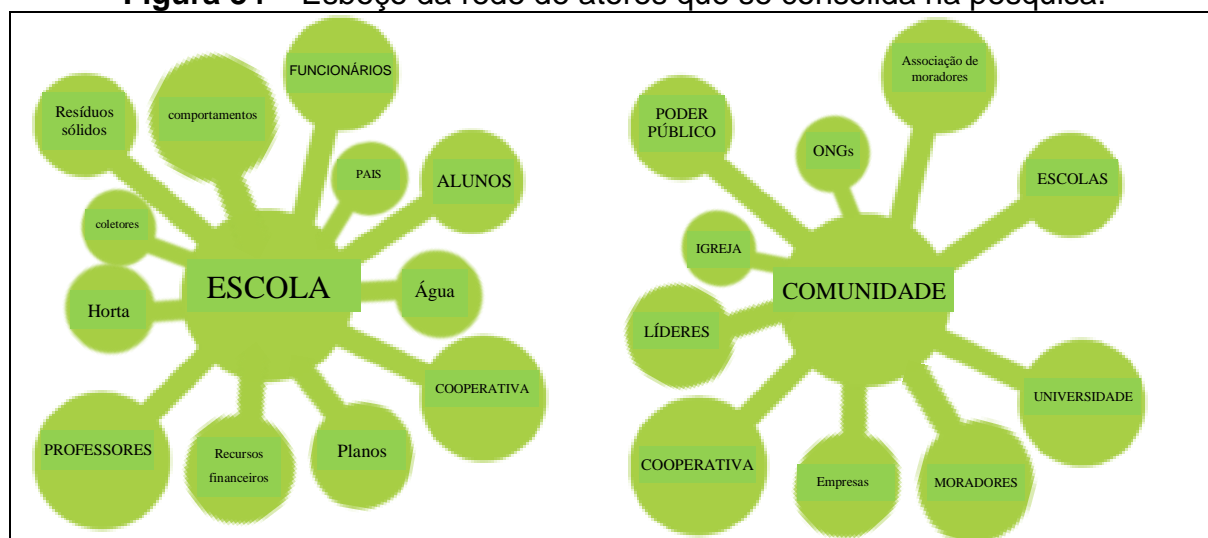 Figura 34 – Esboço da rede de atores que se consolida na pesquisa.
FUNCIONÁRIOS
Resíduos
sólidos
comportamentos
PAIS
ALUNOS
coletores
ESCOLA
Água
Horta
COOPERATIVA
PROFESSORES
Recursos
financeiros
Planos
Associação de
moradores
PODER
PÚBLICO
ONGs
ESCOLAS
IGREJA
COMUNIDADE
LÍDERES
UNIVERSIDADE
COOPERATIVA
Empresas
MORADORES